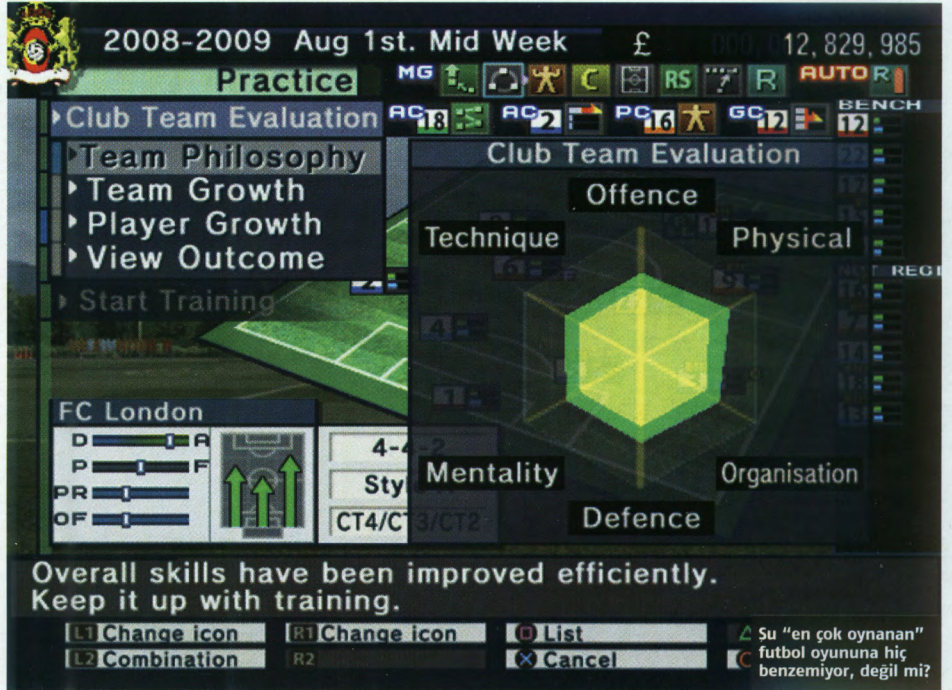 2008-2009 Aug 1st. Mid Week £ 12,829,985
Practice MG C RS R AUTO R
Club Team Evaluation AC 18 AC 2 PC 16 GC 12 BENCH
12
Team Philosophy
Team Growth
Player Growth
View Outcome
Start Training
Club Team Evaluation
Offence
Technique Physical
Mentality Organisation
Defence
FC London
D A
P F
PR
OF
4-4-2
CT4/CT3/CT2
Overall skills have been improved efficiently.
Keep it up with training.
L1 Change icon R1 Change icon List
L2 Combination R2 Cancel
Şu “en çok oynanan”
futbol oyununa hiç
benzemiyor, değil mi?